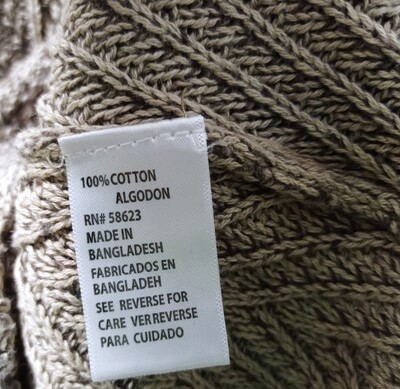 100% COTTON
ALGODON
RN# 58623
MADE IN
BANGLADESH
FABRICADOS EN
BANGLADEH
SEE REVERSE FOR
CARE VER REVERSE
PARA CUIDADO